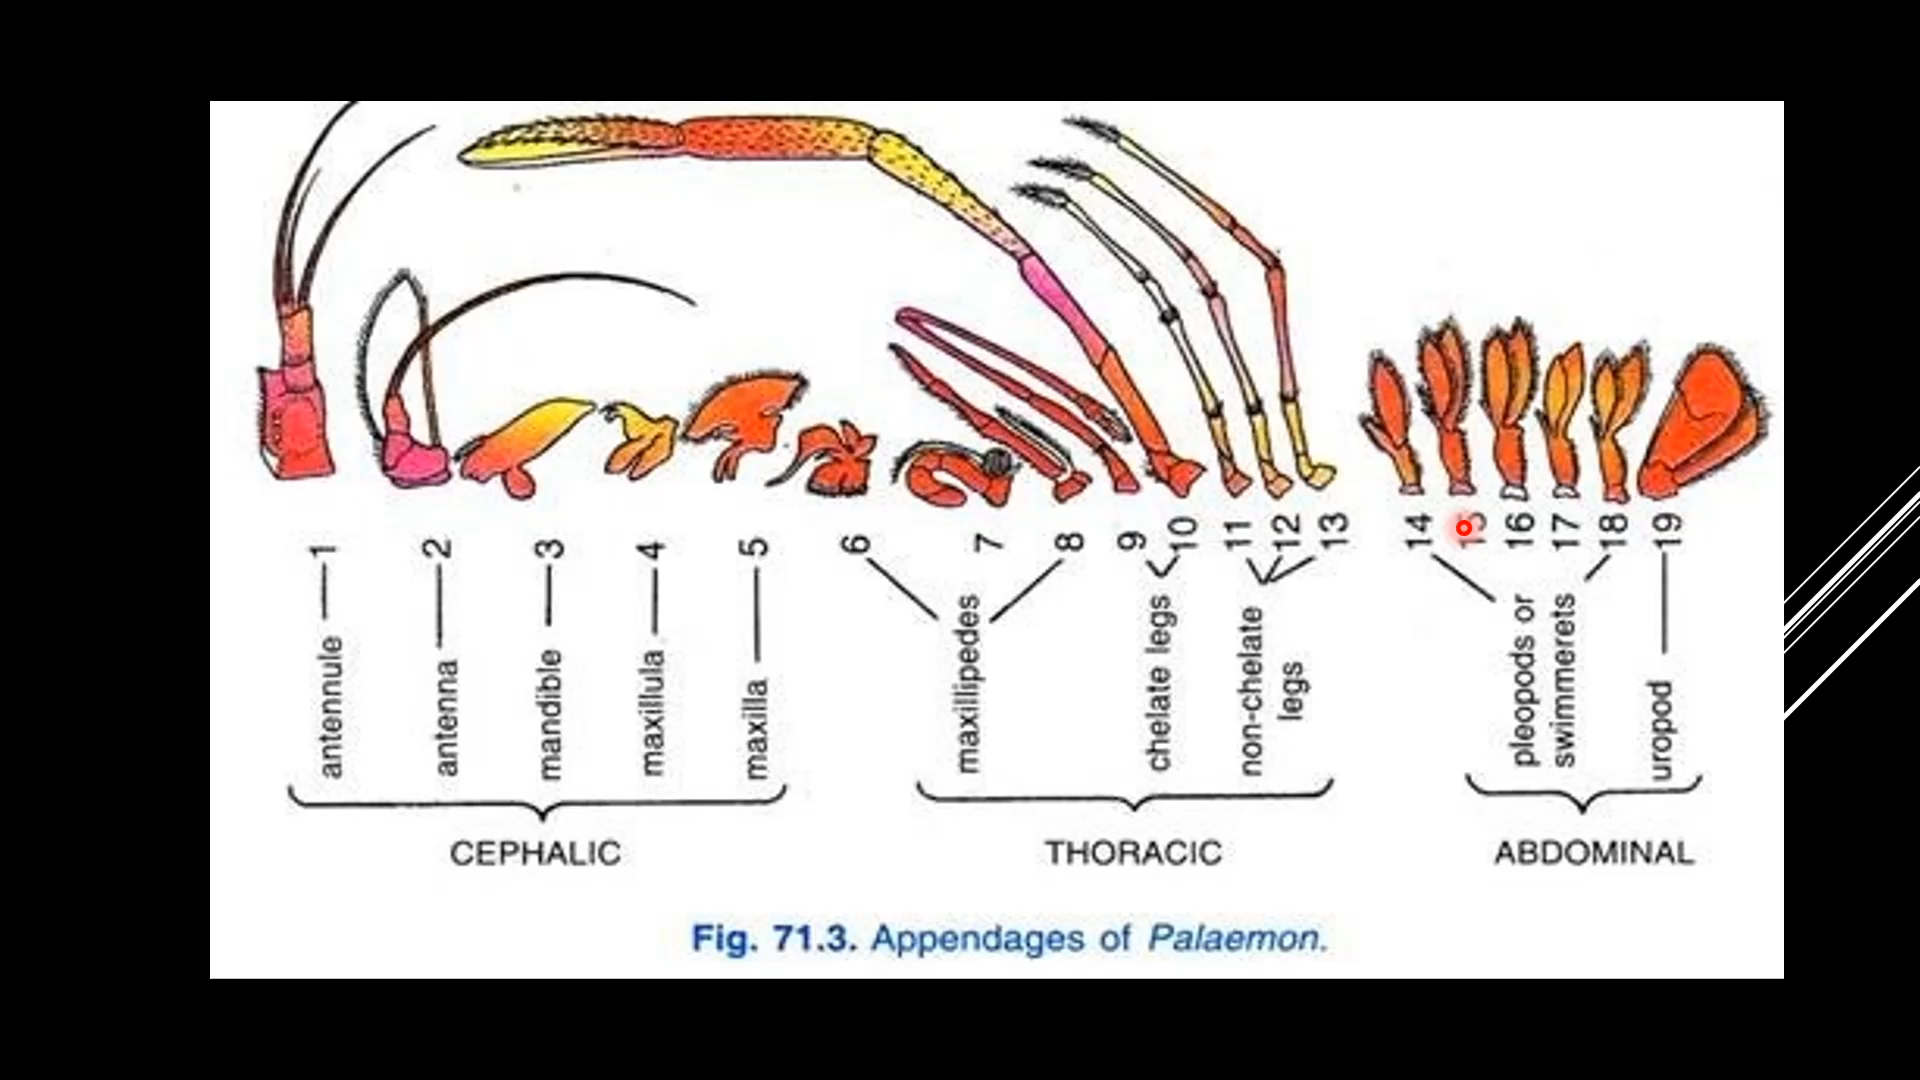 1 2 3 4 5 6 7 8 9 10 11 12 13 14 15 16 17 18 19
antennule
antenna
mandible
maxillula
maxilla
maxillipedes
chelate legs
non-chelate
legs
pleopods or
swimmerets
uropod
CEPHALIC
THORACIC
ABDOMINAL
Fig. 71.3. Appendages of Palaemon.